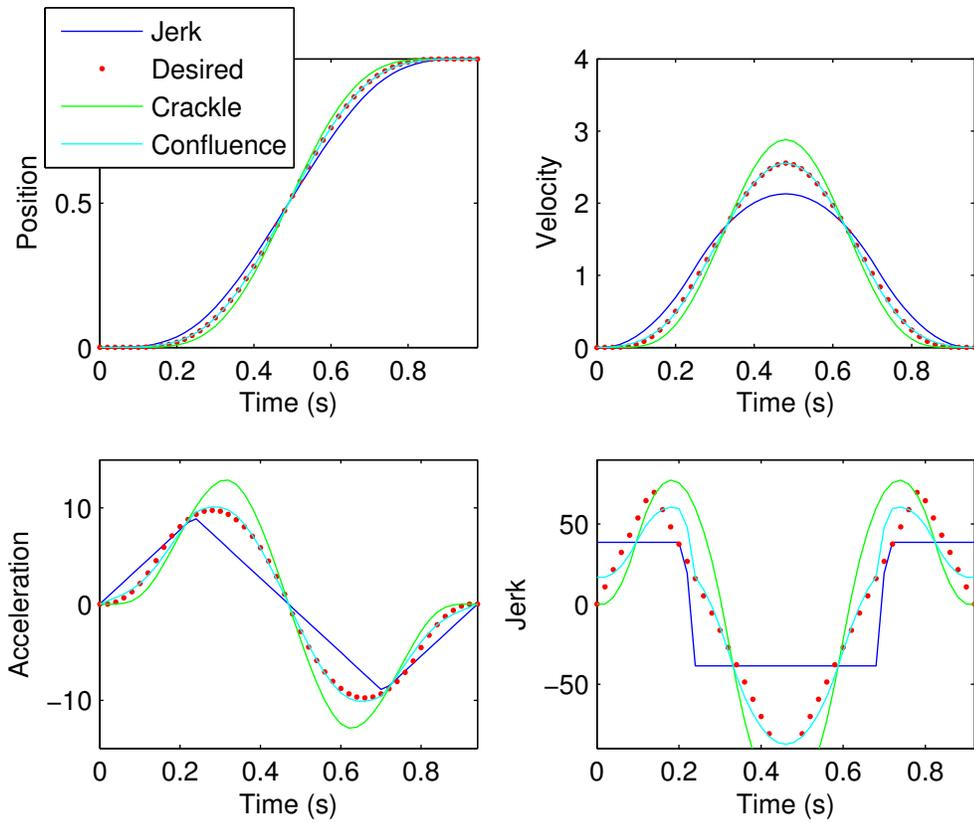 Jerk
Desired
Crackle
Confluence
0.5
0
Position
0 0.2 0.4 0.6 0.8
Time (s)
4
3
2
1
0
Velocity
0 0.2 0.4 0.6 0.8
Time (s)
10
0
−10
Acceleration
0 0.2 0.4 0.6 0.8
Time (s)
50
0
−50
Jerk
0 0.2 0.4 0.6 0.8
Time (s)